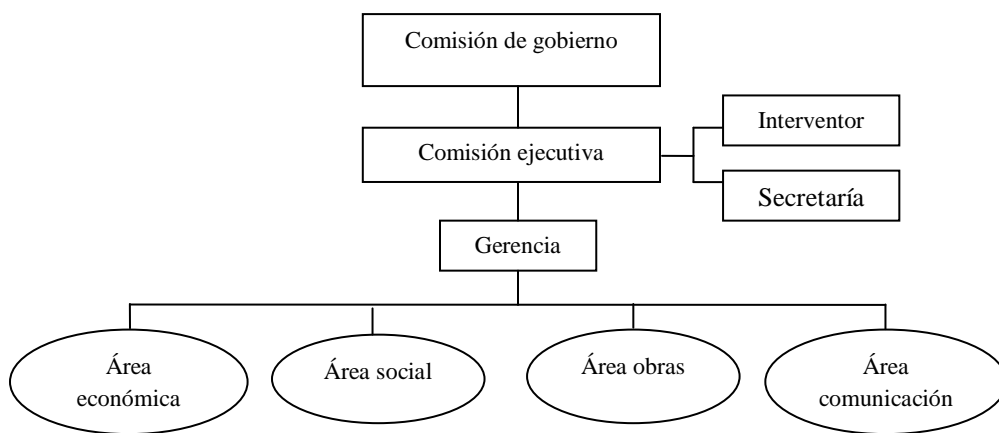 Comisión de gobierno
Interventor
Comisión ejecutiva
Secretaría
Gerencia
Área
económica
Área social
Área obras
Área
comunicación